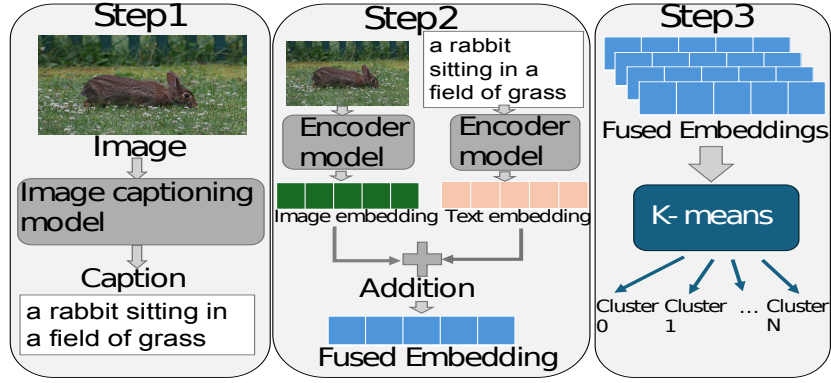 Step1
Image
Image captioning
model
Caption
a rabbit sitting in
a field of grass
Step2
a rabbit
sitting in a
field of grass
Encoder
model
Encoder
model
Image embedding
Text embedding
Addition
Fused Embedding
Step3
Fused Embeddings
K- means
Cluster
0
Cluster
1
...
Cluster
N